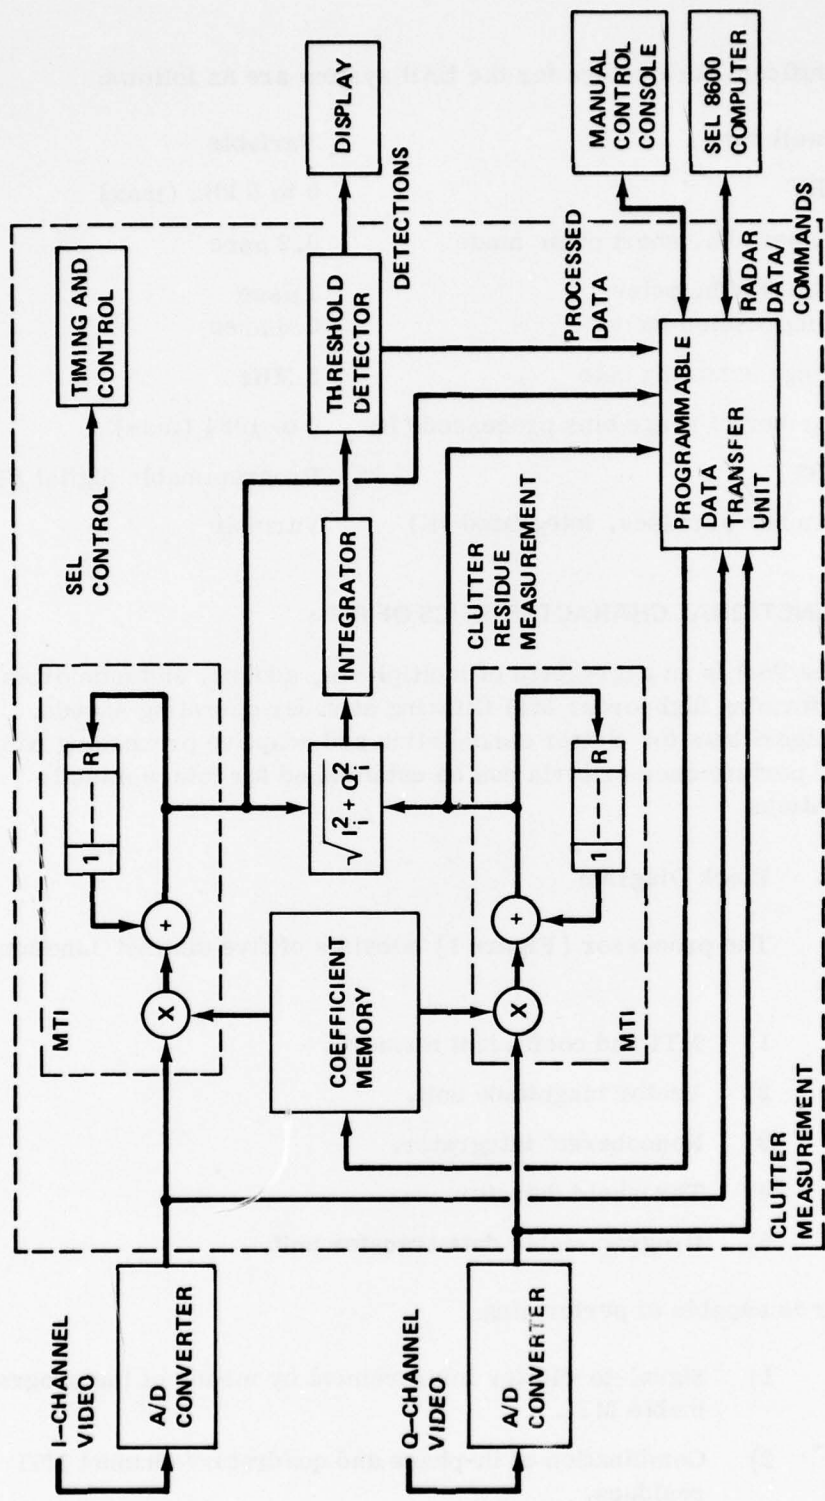 I–CHANNEL
VIDEO
A/D
CONVERTER
Q–CHANNEL
VIDEO
A/D
CONVERTER
MTI
X
+
1
R
COEFFICIENT
MEMORY
MTI
X
+
1
R
√I²ᵢ + Q²ᵢ
SEL
CONTROL
TIMING AND
CONTROL
INTEGRATOR
THRESHOLD
DETECTOR
DISPLAY
DETECTIONS
CLUTTER
RESIDUE
MEASUREMENT
PROCESSED
DATA
PROGRAMMABLE
DATA
TRANSFER
UNIT
MANUAL
CONTROL
CONSOLE
SEL 8600
COMPUTER
RADAR
DATA/
COMMANDS
CLUTTER
MEASUREMENT